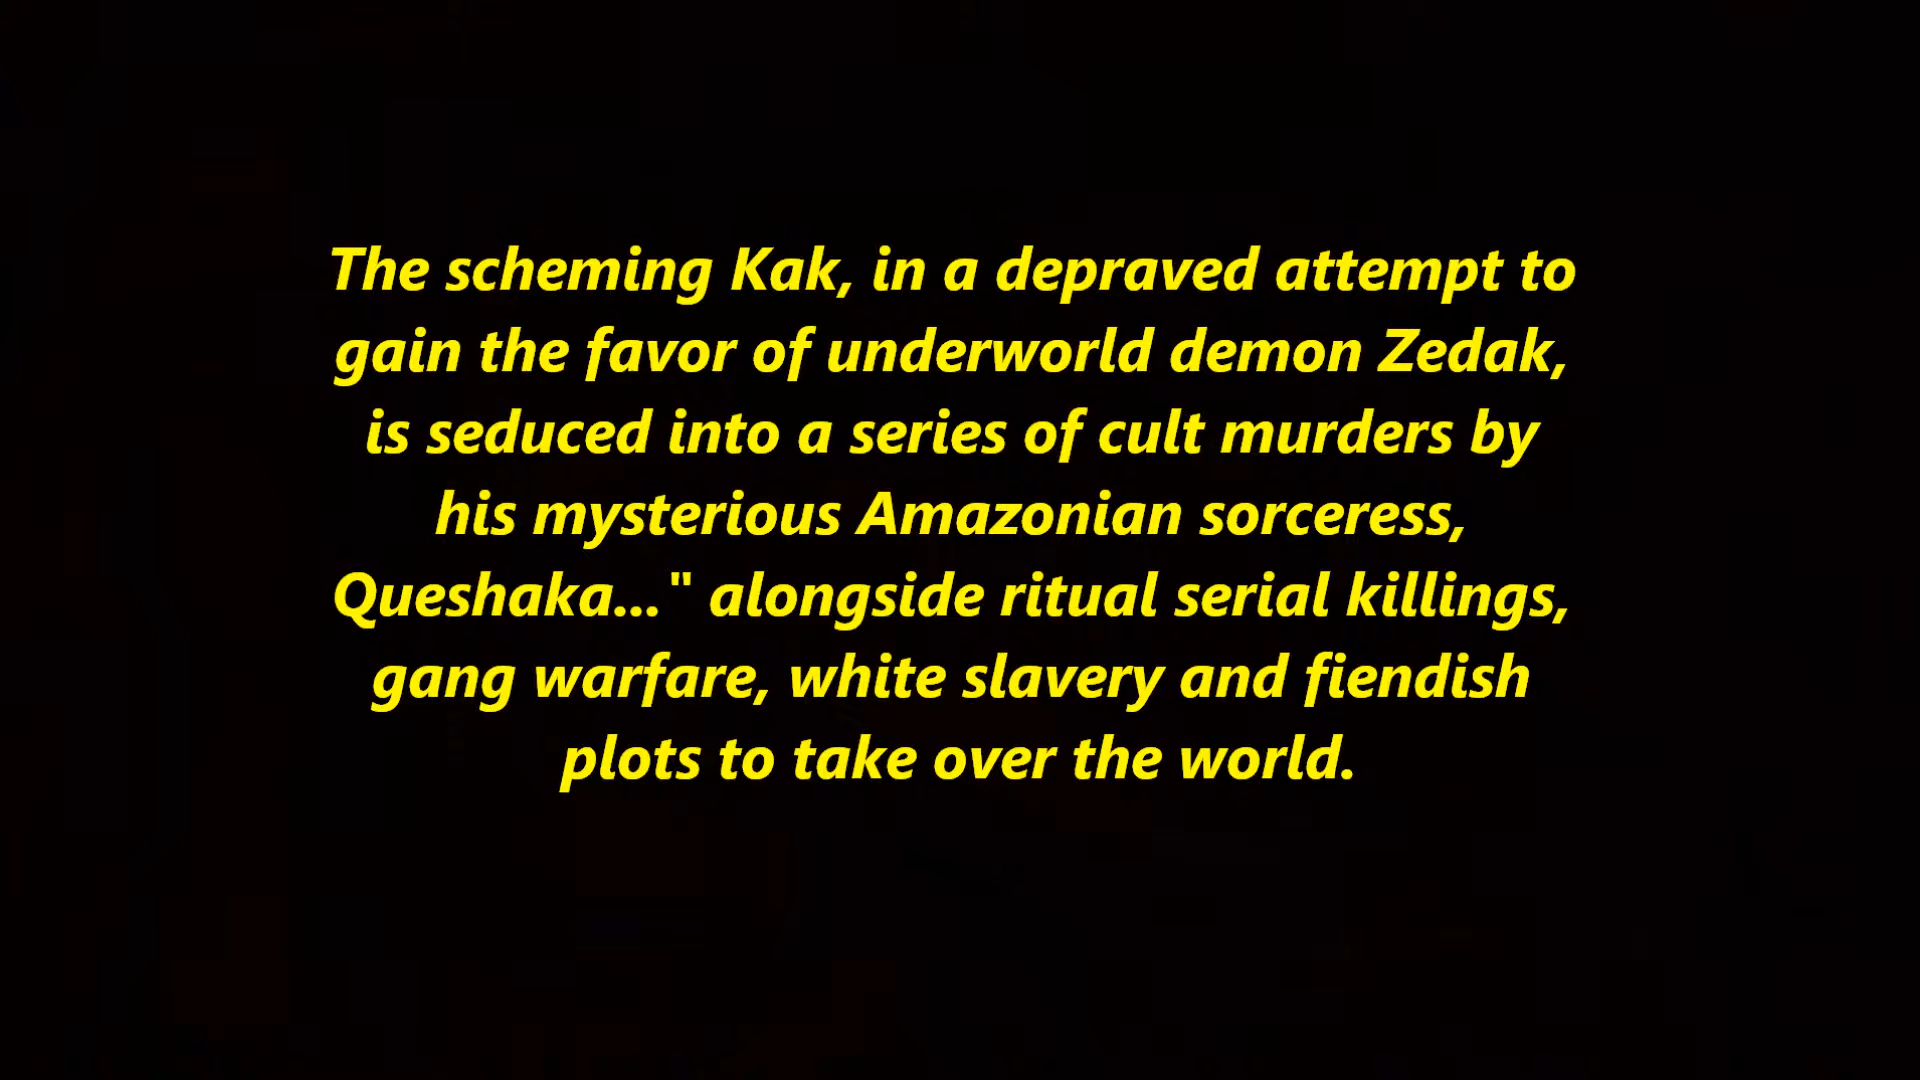 The scheming Kak, in a depraved attempt to
gain the favor of underworld demon Zedak,
is seduced into a series of cult murders by
his mysterious Amazonian sorceress,
Queshaka..." alongside ritual serial killings,
gang warfare, white slavery and fiendish
plots to take over the world.